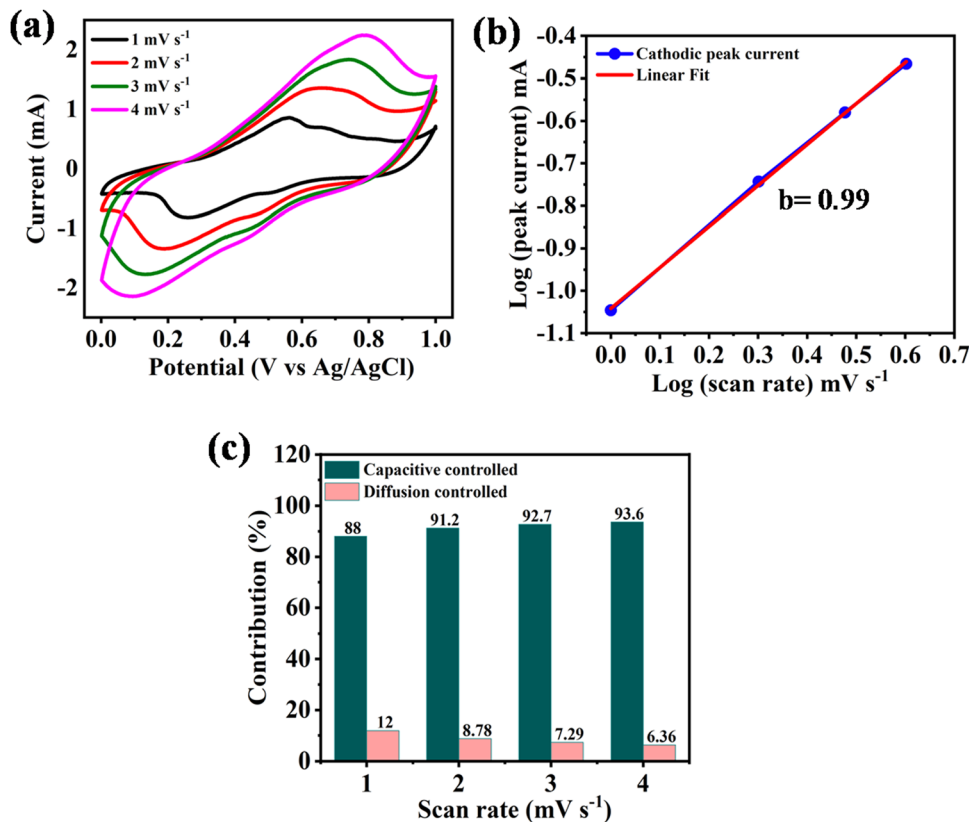 (a)
1 mV s⁻¹
2 mV s⁻¹
3 mV s⁻¹
4 mV s⁻¹
Current (mA)
2
1
0
-1
-2
0.0 0.2 0.4 0.6 0.8 1.0
Potential (V vs Ag/AgCl)
(b)
Cathodic peak current
Linear Fit
b= 0.99
Log (peak current) mA
-0.4
-0.5
-0.6
-0.7
-0.8
-0.9
-1.0
-1.1
0.0 0.1 0.2 0.3 0.4 0.5 0.6 0.7
Log (scan rate) mV s⁻¹
(c)
Capacitive controlled
Diffusion controlled
Contribution (%)
120
100
80
60
40
20
0
88 91.2 92.7 93.6
12 8.78 7.29 6.36
1 2 3 4
Scan rate (mV s⁻¹)